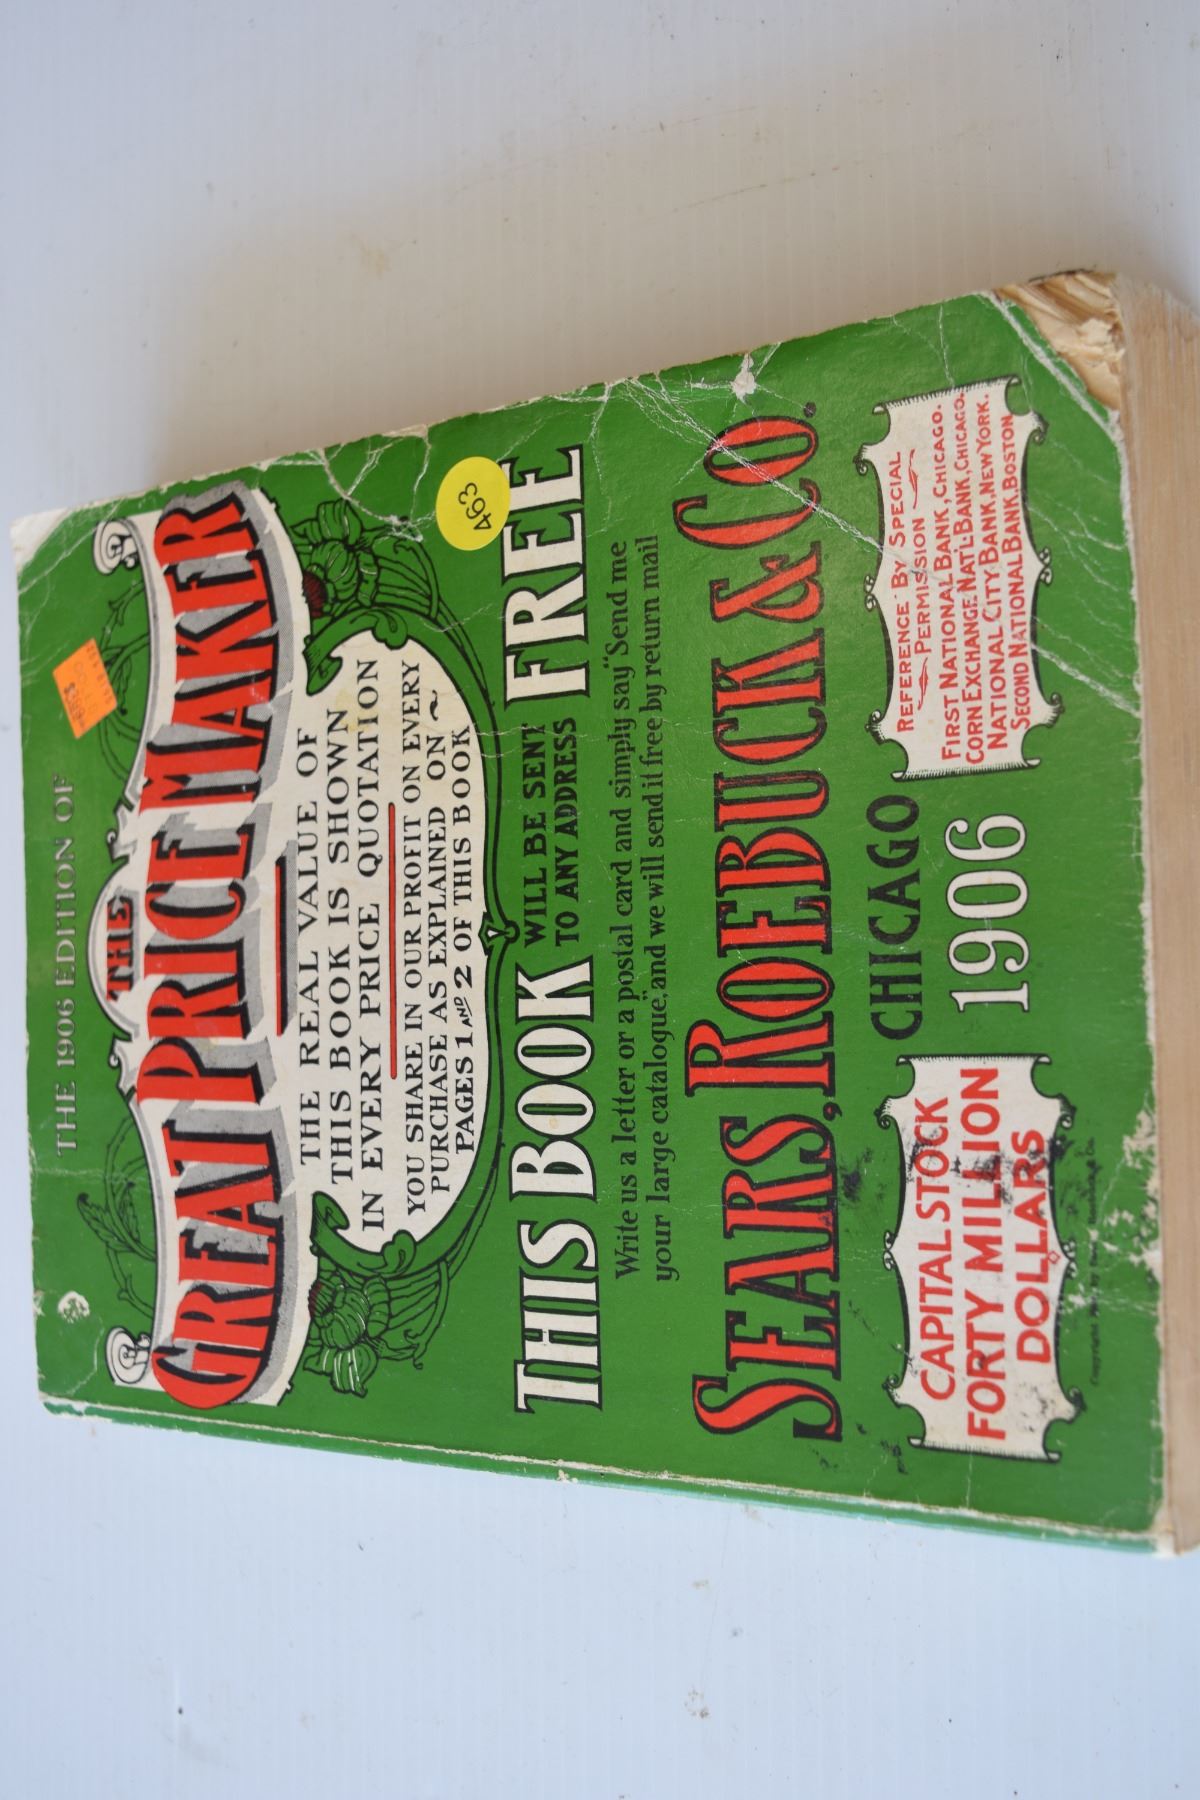 THE 1906 EDITION OF
THE
GREAT PRICE MAKER
THE REAL VALUE OF
THIS BOOK IS SHOWN
IN EVERY PRICE QUOTATION
YOU SHARE IN OUR PROFIT ON EVERY
PURCHASE AS EXPLAINED ON
PAGES 1 AND 2 OF THIS BOOK
463
THIS BOOK WILL BE SENT TO ANY ADDRESS FREE
Write us a letter or a postal card and simply say "Send me
your large catalogue," and we will send it free by return mail
SEARS, ROEBUCK & CO.
CHICAGO
1906
CAPITAL STOCK
FORTY MILLION
DOLLARS
REFERENCE BY SPECIAL
PERMISSION
FIRST NATIONAL BANK, CHICAGO.
CORN EXCHANGE NAT'L BANK, CHICAGO.
NATIONAL CITY BANK, NEW YORK.
SECOND NATIONAL BANK, BOSTON
Copyright